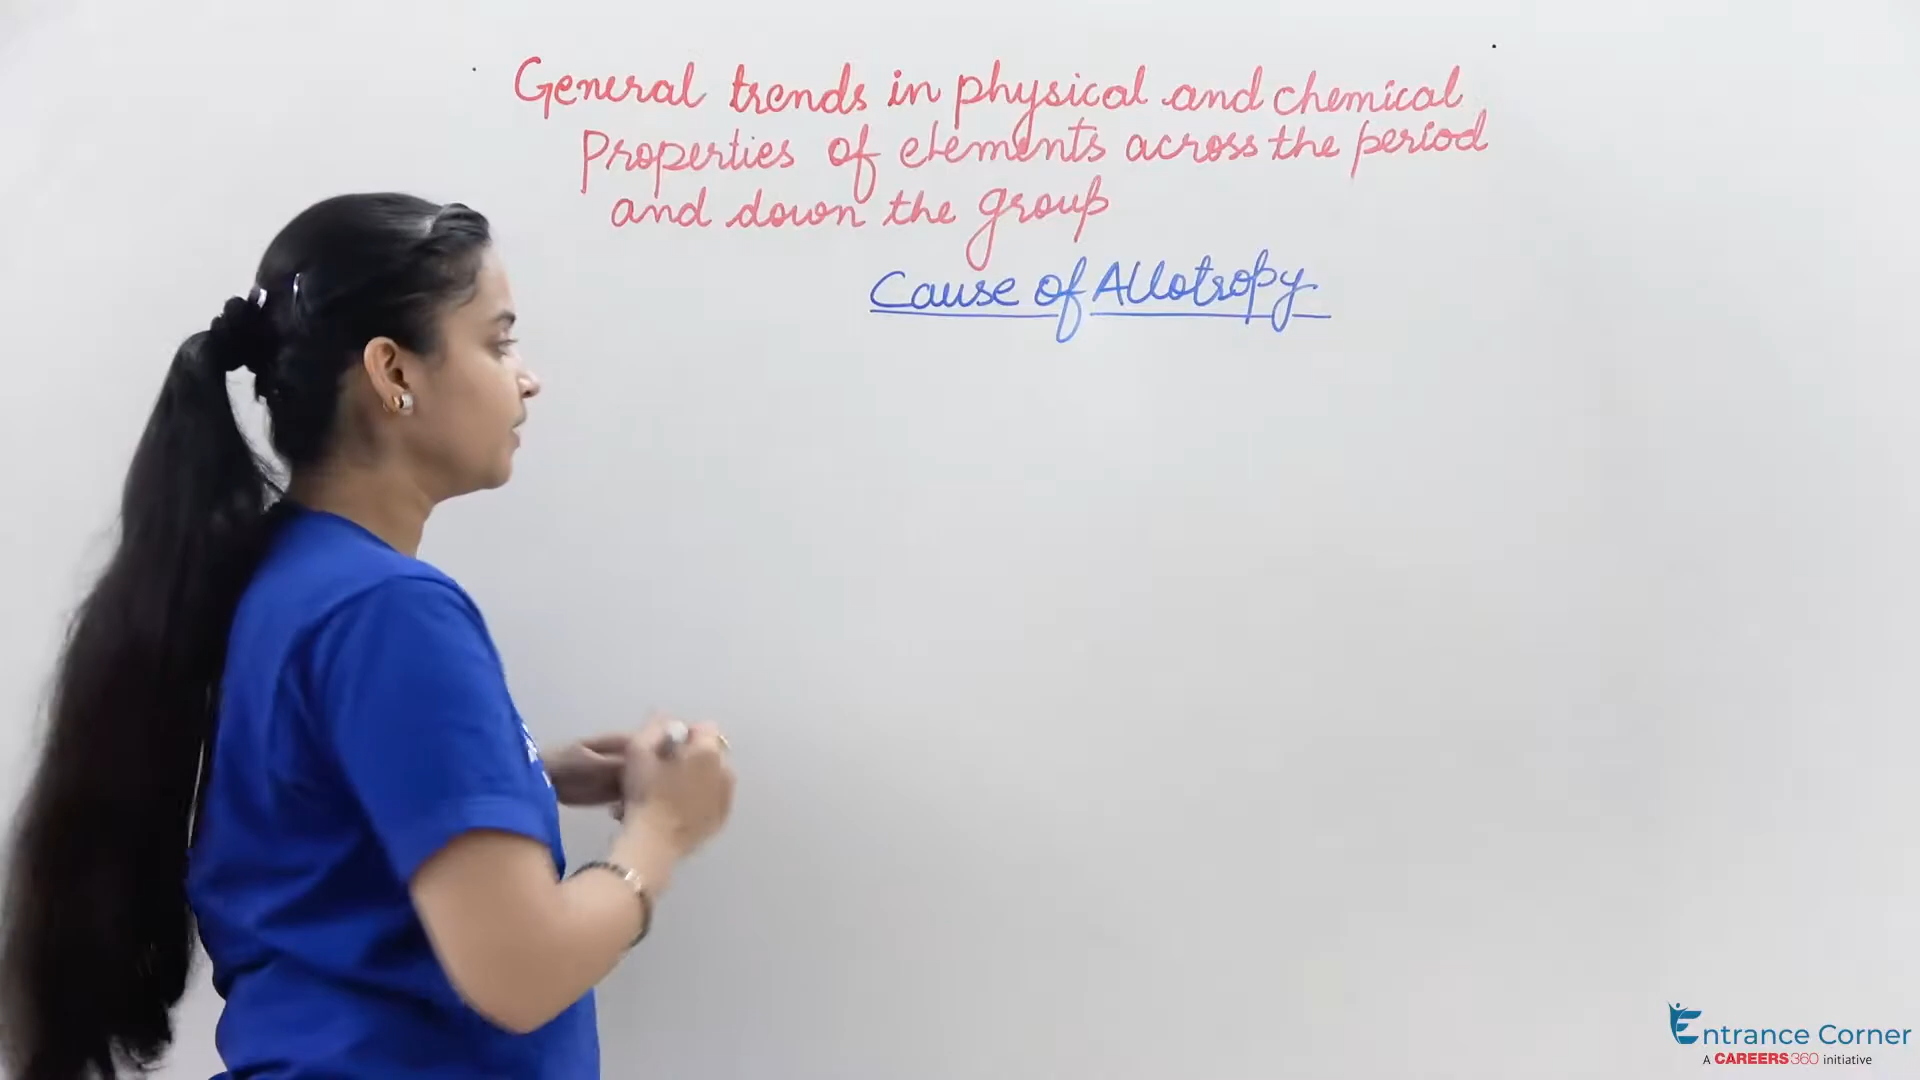 General trends in physical and chemical
Properties of elements across the period
and down the group
Cause of Allotropy
Entrance Corner
A CAREERS360 initiative